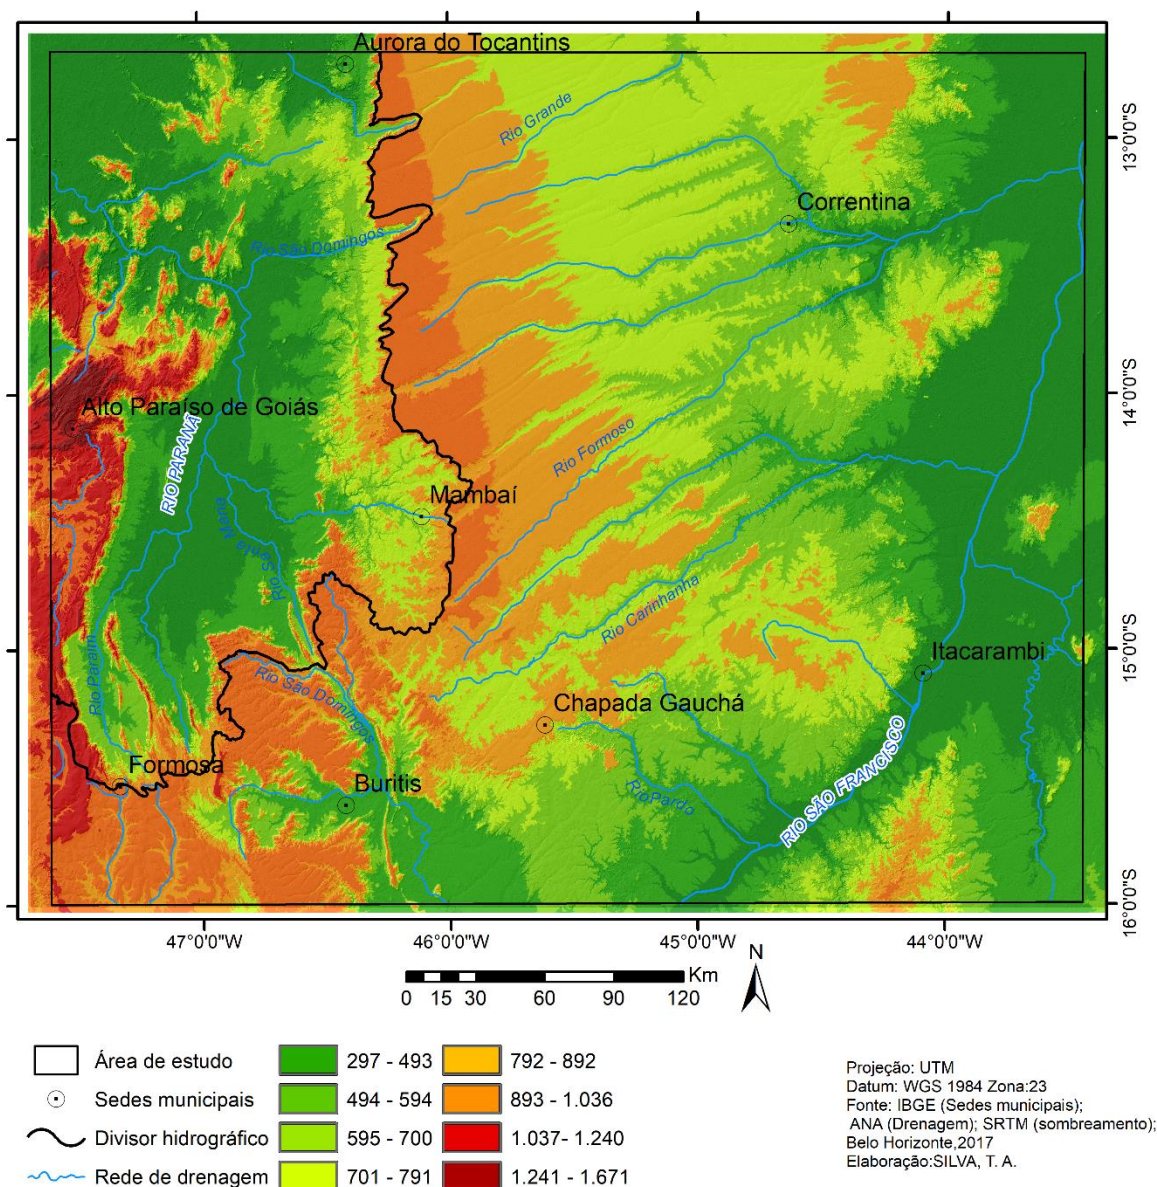 Aurora do Tocantins
Rio Grande
13°0'0"S
Correntina
Rio São Domingos
14°0'0"S
Alto Paraíso de Goiás
RIO PARANÁ
Rio Formoso
Mambaí
Rio Santa Maria
Rio Carinhanha
Rio Paraim
15°0'0"S
Itacarambi
Rio São Domingos
Chapada Gauchá
Formosa
Buritis
RioPardo
RIO SÃO FRANCISCO
16°0'0"S
47°0'0"W
46°0'0"W
45°0'0"W
44°0'0"W
N
Km
0 15 30 60 90 120
Área de estudo
297 - 493
792 - 892
Sedes municipais
494 - 594
893 - 1.036
Divisor hidrográfico
595 - 700
1.037- 1.240
Rede de drenagem
701 - 791
1.241 - 1.671
Projeção: UTM
Datum: WGS 1984 Zona:23
Fonte: IBGE (Sedes municipais);
ANA (Drenagem); SRTM (sombreamento);
Belo Horizonte,2017
Elaboração:SILVA, T. A.